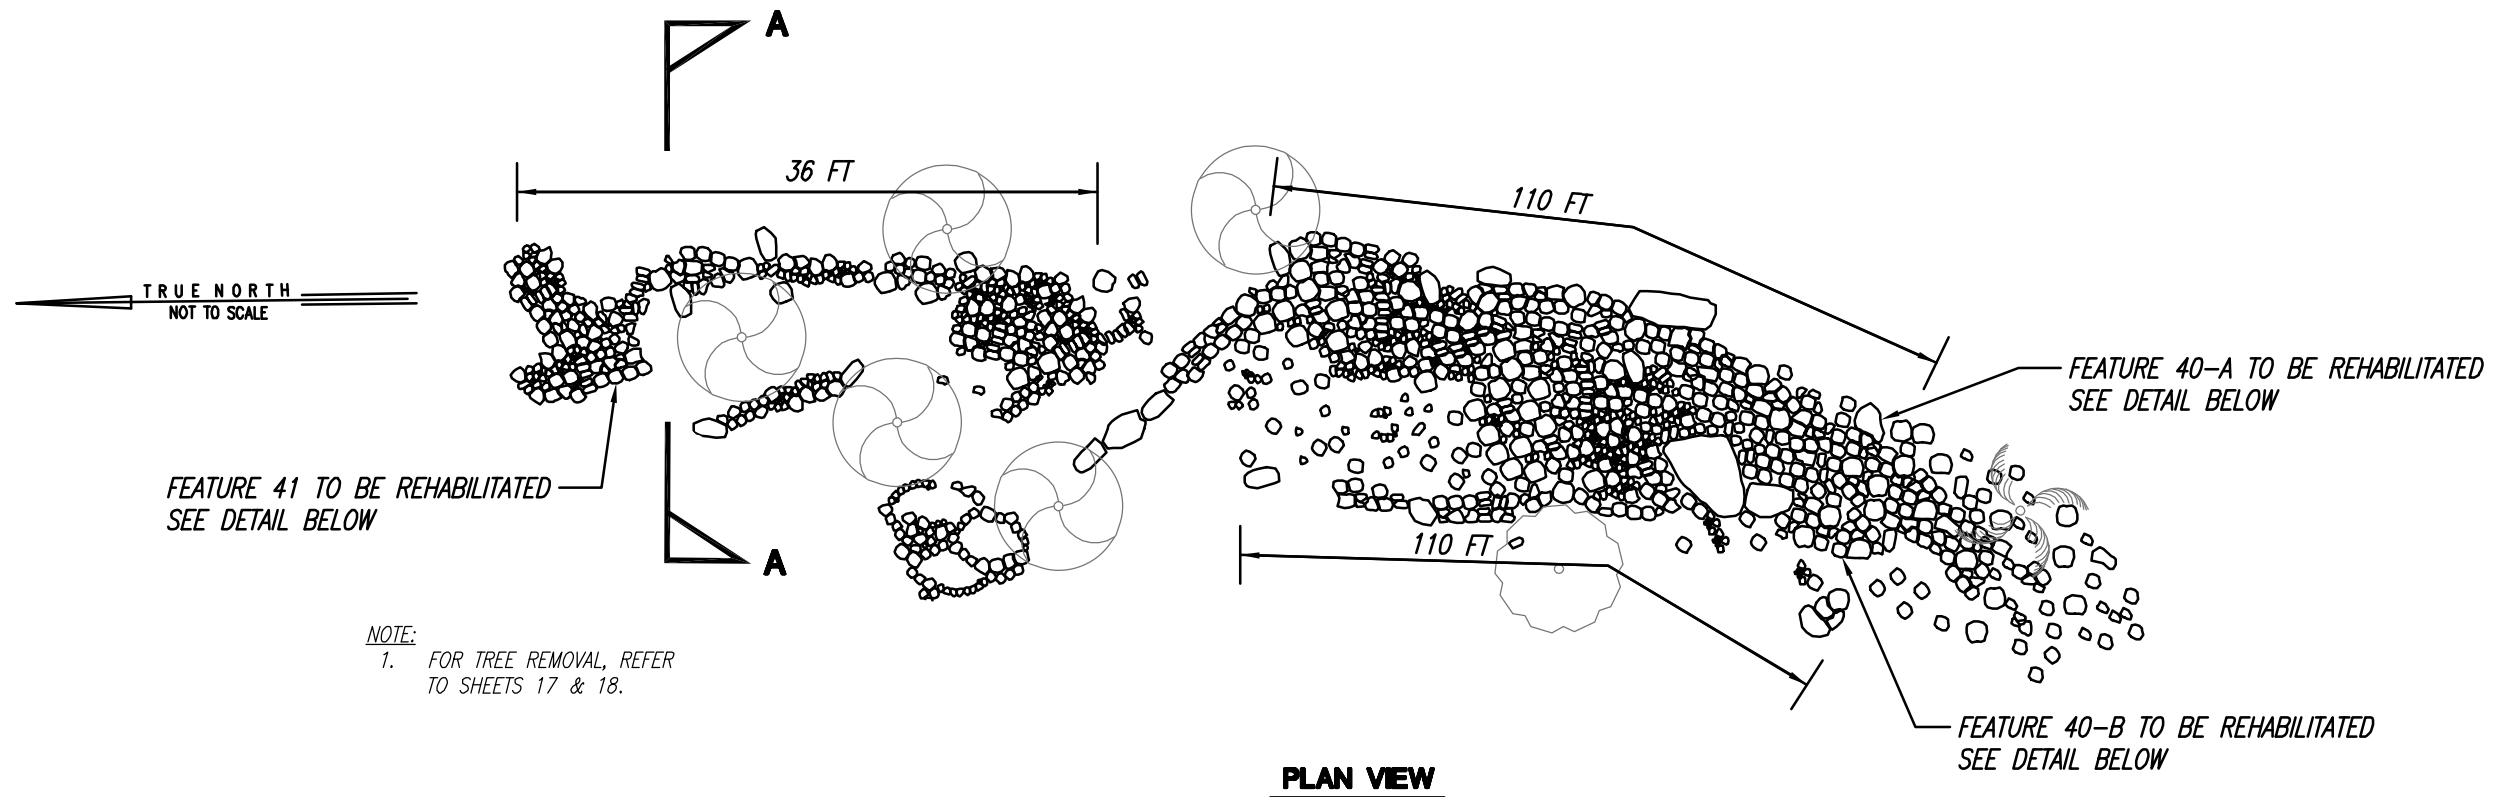 A
36 FT
110 FT
TRUE NORTH
NOT TO SCALE
FEATURE 40-A TO BE REHABILITATED
SEE DETAIL BELOW
FEATURE 41 TO BE REHABILITATED
SEE DETAIL BELOW
110 FT
A
NOTE:
1. FOR TREE REMOVAL, REFER
TO SHEETS 17 & 18.
FEATURE 40-B TO BE REHABILITATED
SEE DETAIL BELOW
PLAN VIEW